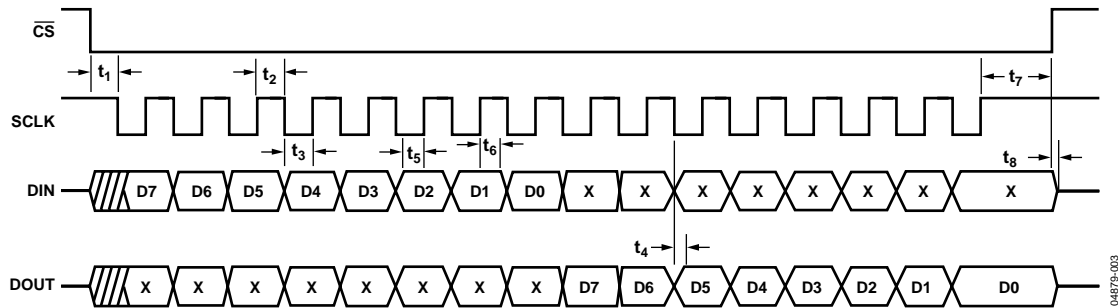 CS
t1 t2 t7
SCLK
t3 t5 t6 t8
DIN D7 D6 D5 D4 D3 D2 D1 D0 X X X X X X X X
t4
DOUT X X X X X X X X D7 D6 D5 D4 D3 D2 D1 D0
04809-003